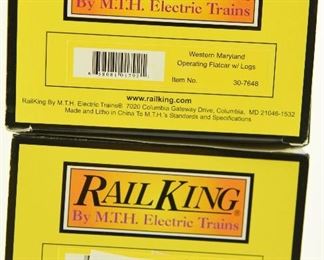 By M.T.H. Electric Trains
Western Maryland
Operating Flatcar w/ Logs
Item No. 30-7648
www.railking.com
RailKing By M.T.H. Electric Trains® 7020 Columbia Gateway Drive, Columbia, MD 21046-1532
Made and Litho in China To M.T.H.'s Standards and Specifications
RAILKING®
By M.T.H. Electric Trains